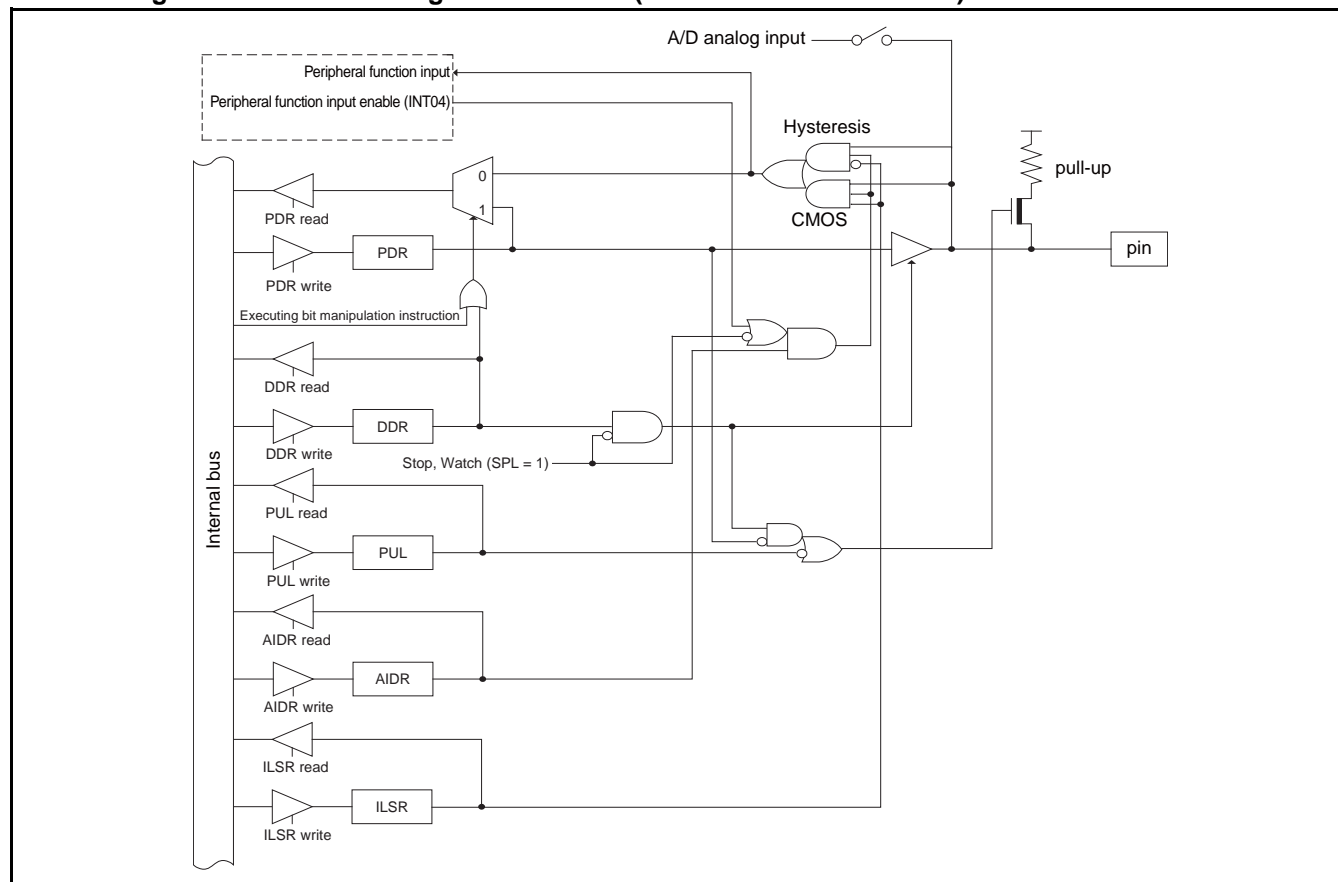 A/D analog input
Peripheral function input
Peripheral function input enable (INT04)
Hysteresis
pull-up
0
1
CMOS
PDR read
PDR
pin
PDR write
Executing bit manipulation instruction
DDR read
DDR
DDR write
Stop, Watch (SPL = 1)
Internal bus
PUL read
PUL
PUL write
AIDR read
AIDR
AIDR write
ILSR read
ILSR
ILSR write